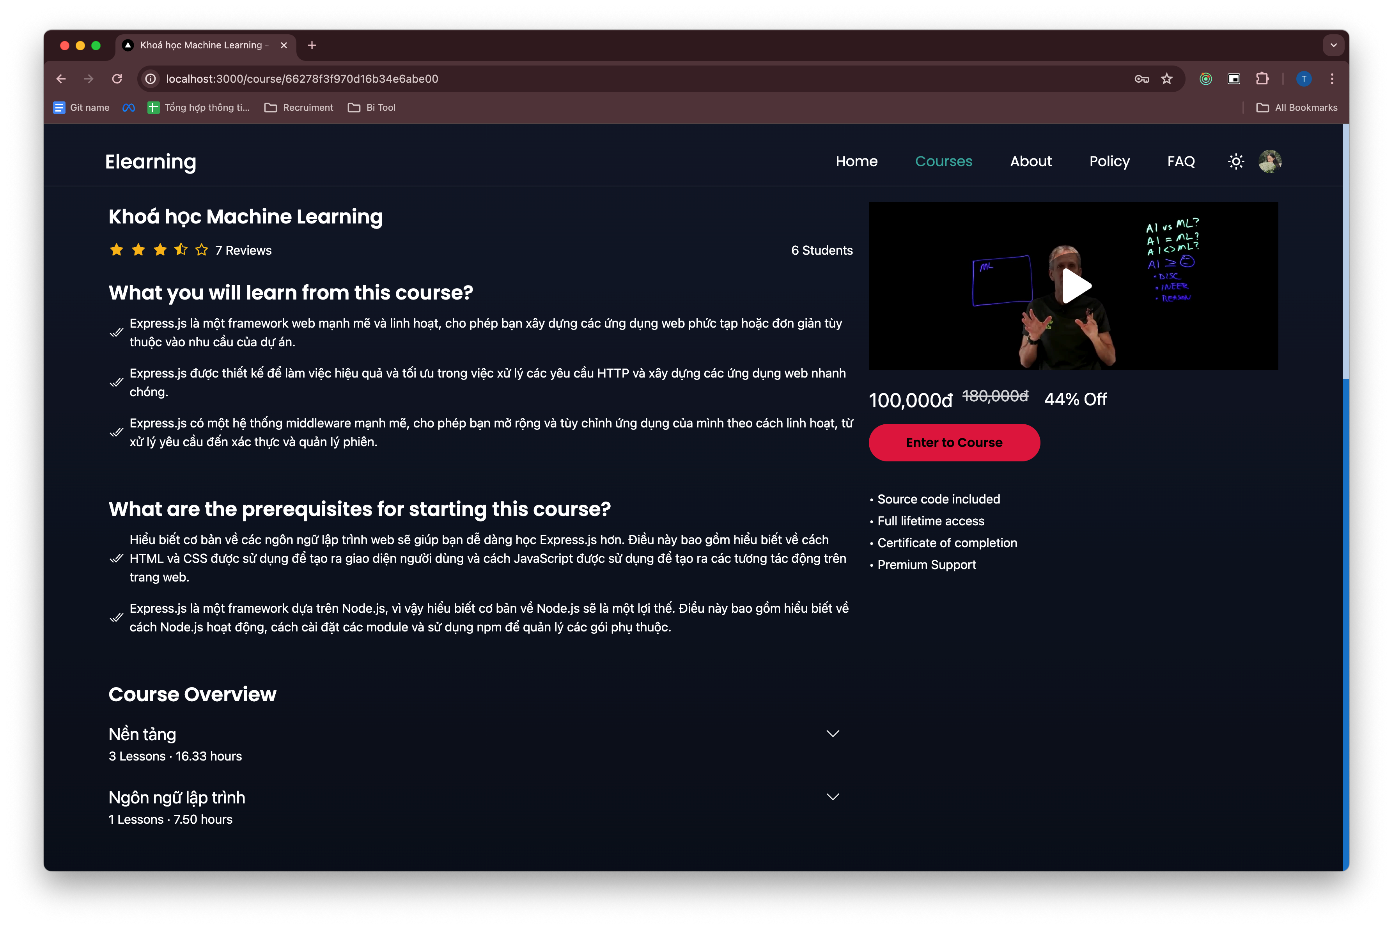 Khoá học Machine Learning -
localhost:3000/course/66278f3f970d16b34e6abe00
T
Git name
Tổng hợp thông ti...
Recruiment
Bi Tool
All Bookmarks
Elearning
Home
Courses
About
Policy
FAQ
Khoá học Machine Learning
7 Reviews
6 Students
What you will learn from this course?
Express.js là một framework web mạnh mẽ và linh hoạt, cho phép bạn xây dựng các ứng dụng web phức tạp hoặc đơn giản tùy
thuộc vào nhu cầu của dự án.
Express.js được thiết kế để làm việc hiệu quả và tối ưu trong việc xử lý các yêu cầu HTTP và xây dựng các ứng dụng web nhanh
chóng.
Express.js có một hệ thống middleware mạnh mẽ, cho phép bạn mở rộng và tùy chỉnh ứng dụng của mình theo cách linh hoạt, từ
xử lý yêu cầu đến xác thực và quản lý phiên.
What are the prerequisites for starting this course?
Hiểu biết cơ bản về các ngôn ngữ lập trình web sẽ giúp bạn dễ dàng học Express.js hơn. Điều này bao gồm hiểu biết về cách
HTML và CSS được sử dụng để tạo ra giao diện người dùng và cách JavaScript được sử dụng để tạo ra các tương tác động trên
trang web.
Express.js là một framework dựa trên Node.js, vì vậy hiểu biết cơ bản về Node.js sẽ là một lợi thế. Điều này bao gồm hiểu biết về
cách Node.js hoạt động, cách cài đặt các module và sử dụng npm để quản lý các gói phụ thuộc.
Course Overview
Nền tảng
3 Lessons · 16.33 hours
Ngôn ngữ lập trình
1 Lessons · 7.50 hours
ML
AI vs ML?
AI = ML?
AI <> ML?
AI ≥
• DISC
• INFER
• REASON
100,000đ
180,000đ
44% Off
Enter to Course
• Source code included
• Full lifetime access
• Certificate of completion
• Premium Support